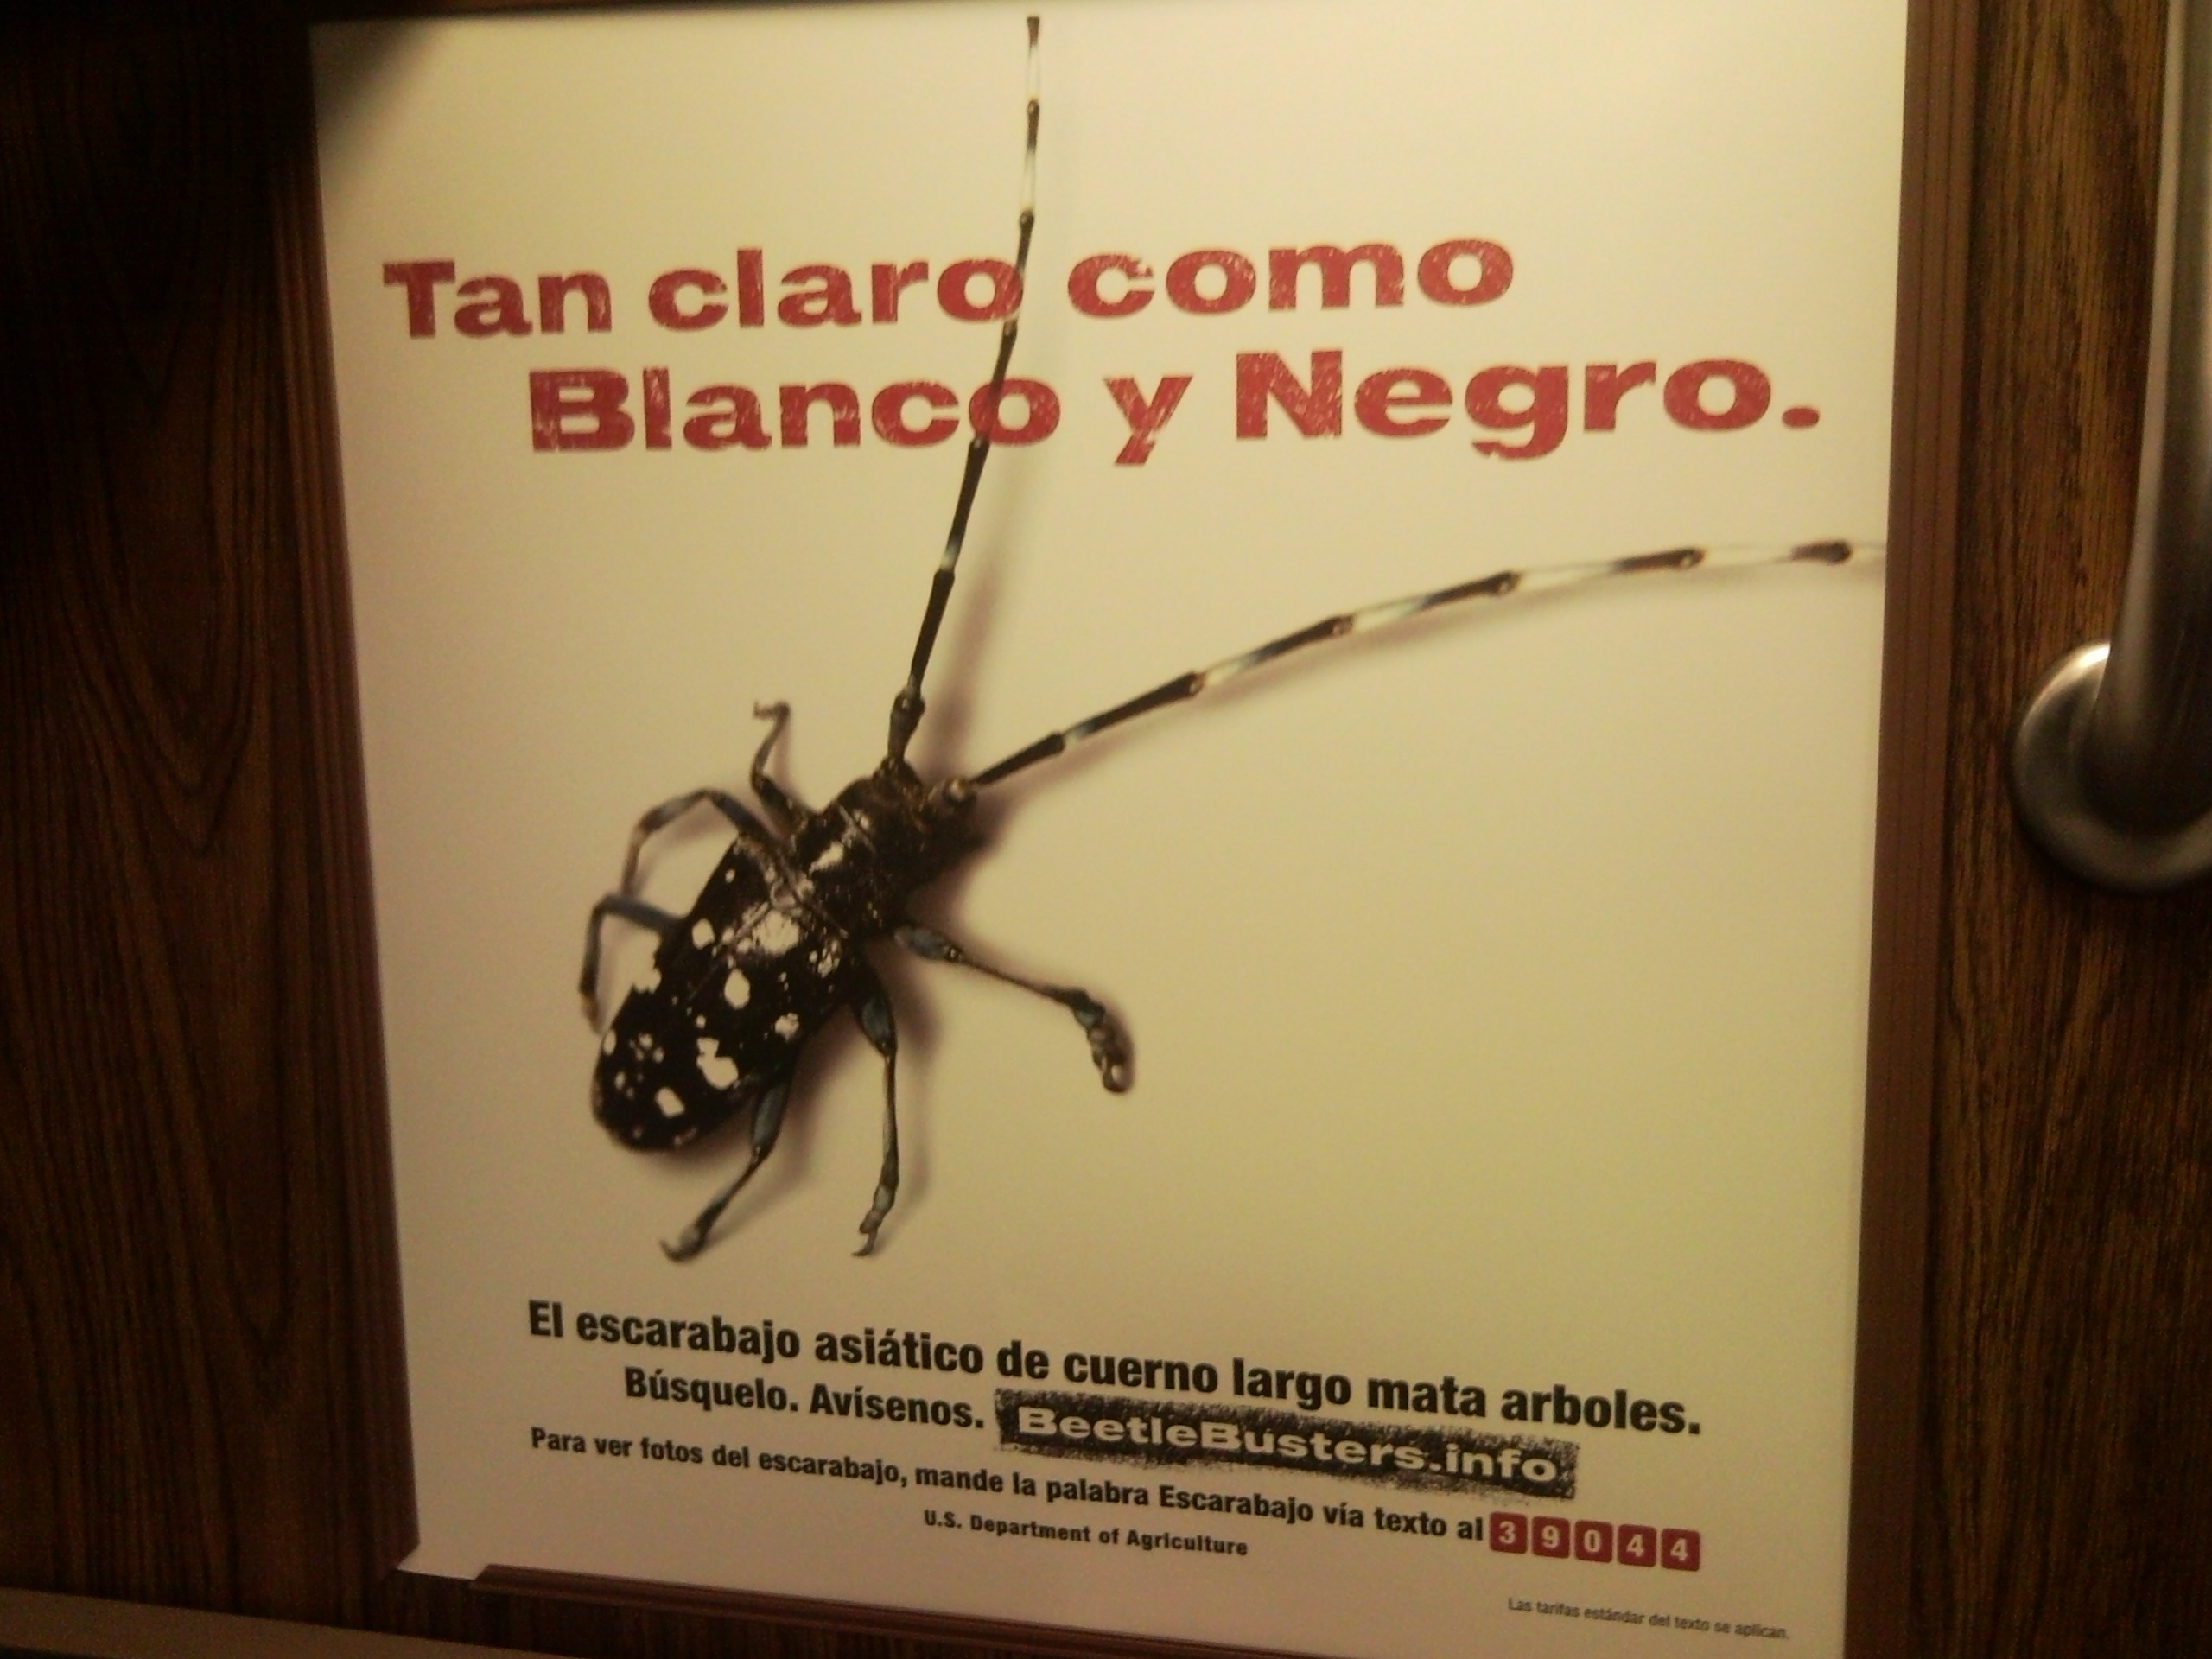 Tan claro como
Blanco y Negro.
El escarabajo asiático de cuerno largo mata arboles.
Búsquelo. Avísenos. BeetleBusters.info
Para ver fotos del escarabajo, mande la palabra Escarabajo vía texto al 39044
U.S. Department of Agriculture
Las tarifas estándar del texto se aplican.